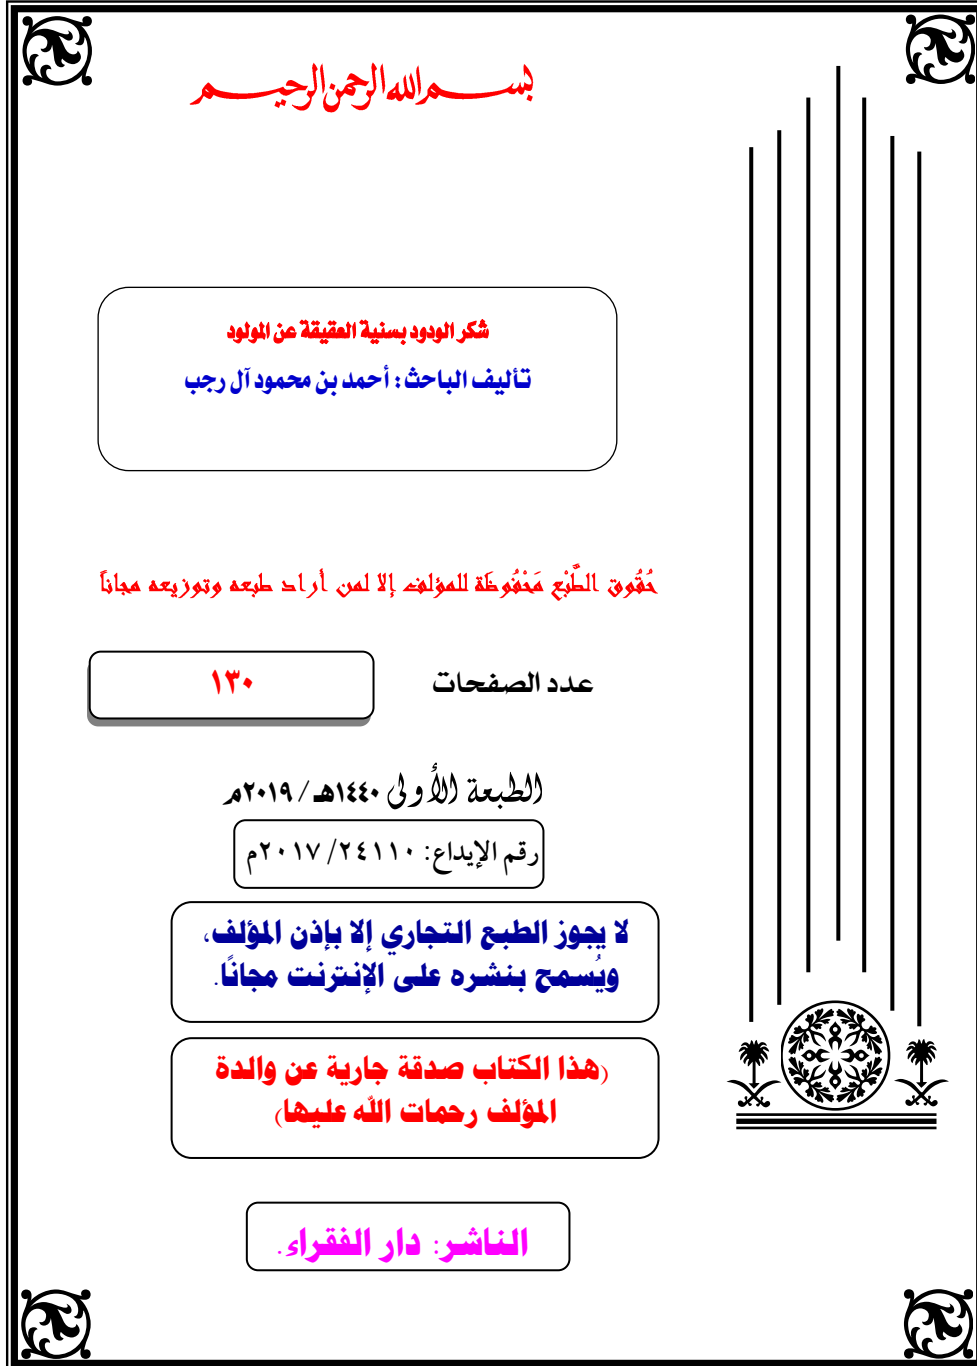 بسم الله الرحمن الرحيم
شكر الودود بسنية العقيقة عن المولود
تأليف الباحث: أحمد بن محمود آل رجب
حُقُوق الطَّبْع مَحْفُوظَة للمؤلف إلا لمن أراد طبعه وتوزيعه مجاناً
عدد الصفحات ١٣٠
الطبعة الأولى ١٤٤٠هـ / ٢٠١٩م
رقم الإيداع: ٢٤١١٠/ ٢٠١٧م
لا يجوز الطبع التجاري إلا بإذن المؤلف،
ويُسمح بنشره على الإنترنت مجانًا.
(هذا الكتاب صدقة جارية عن والدة
المؤلف رحمات الله عليها)
الناشر: دار الفقراء.